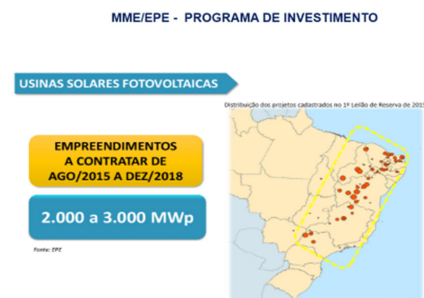 MME/EPE - PROGRAMA DE INVESTIMENTO
USINAS SOLARES FOTOVOLTAICAS
Distribuição dos projetos cadastrados no 1º Leilão de Reserva de 2015
EMPREENDIMENTOS
A CONTRATAR DE
AGO/2015 A DEZ/2018
2.000 a 3.000 MWp
Fonte: EPE